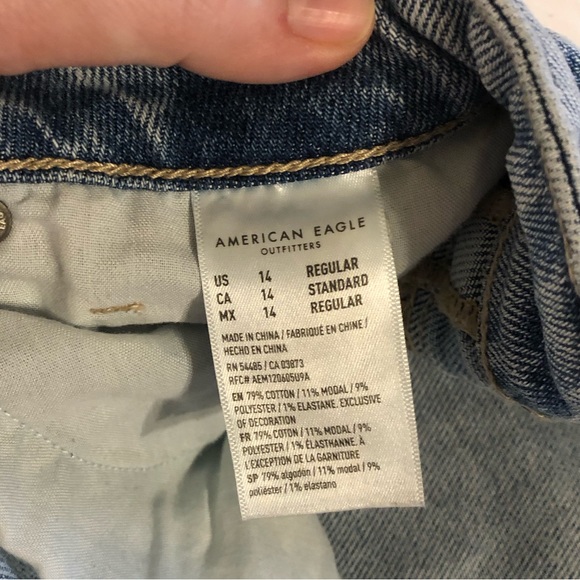 AMERICAN EAGLE
OUTFITTERS
US 14 REGULAR
CA 14 STANDARD
MX 14 REGULAR
MADE IN CHINA / FABRIQUÉ EN CHINE /
HECHO EN CHINA
RN 54485 / CA 03873
RFC# AEM120605U9A
EN 79% COTTON / 11% MODAL / 9%
POLYESTER / 1% ELASTANE. EXCLUSIVE
OF DECORATION
FR 79% COTON / 11% MODAL / 9%
POLYESTER / 1% ÉLASTHANNE. À
L'EXCEPTION DE LA GARNITURE
SP 79% algodón / 11% modal / 9%
poliéster / 1% elastano